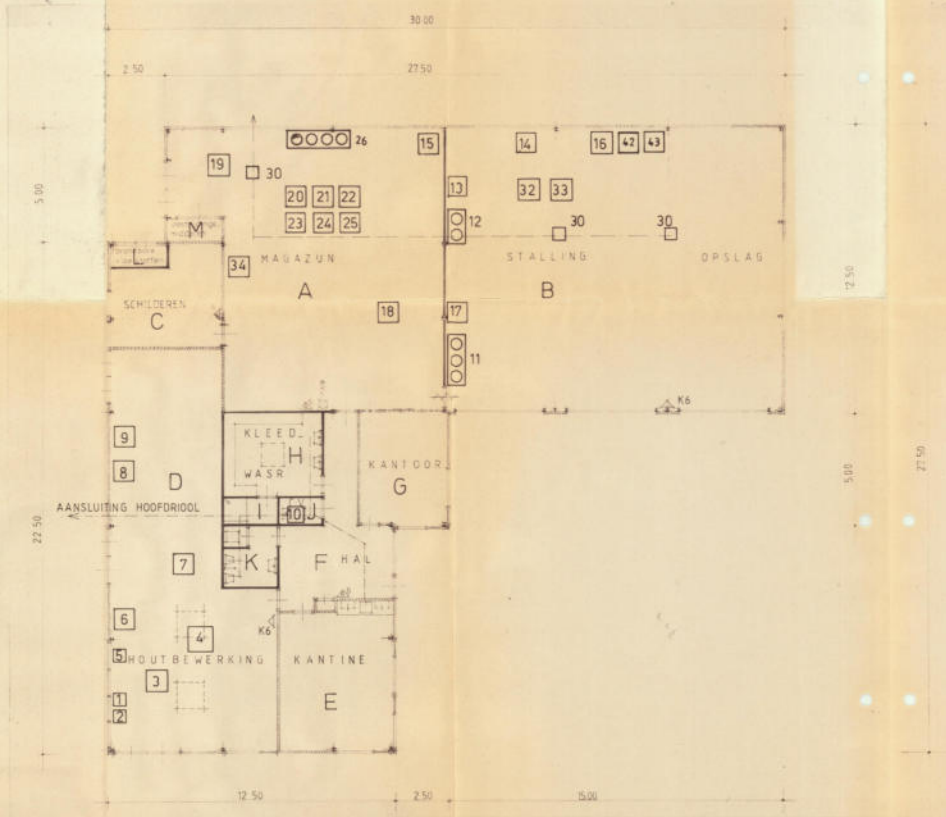 30.00
2.50 27.50
26
15 14 16 42 43
19 30
13 32 33
20 21 22
12 30 30
23 24 25
5.00
M
L
34 MAGAZIJN STALLING OPSLAG
12.50
A B
SCHILDEREN
C
18 17
11
K6
9 KLEED_
H
8 WASR
KANTOOR
D G
5.00
27.50
AANSLUITING HOOFDRIOOL
I 10 J
22.50
7 K F HAL
6 K6
4
5 HOUTBEWERKING KANTINE
3
1 E
2
12.50 2.50 15.00